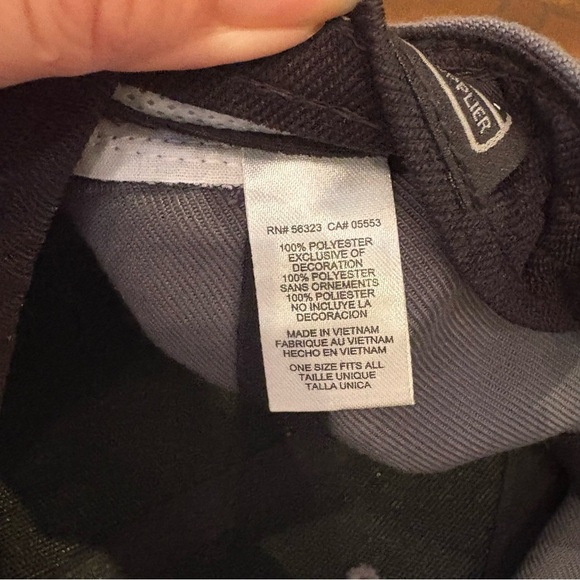 PPLIER
RN# 56323 CA# 05553
100% POLYESTER
EXCLUSIVE OF
DECORATION
100% POLYESTER
SANS ORNEMENTS
100% POLIESTER
NO INCLUYE LA
DECORACION
MADE IN VIETNAM
FABRIQUE AU VIETNAM
HECHO EN VIETNAM
ONE SIZE FITS ALL
TAILLE UNIQUE
TALLA UNICA